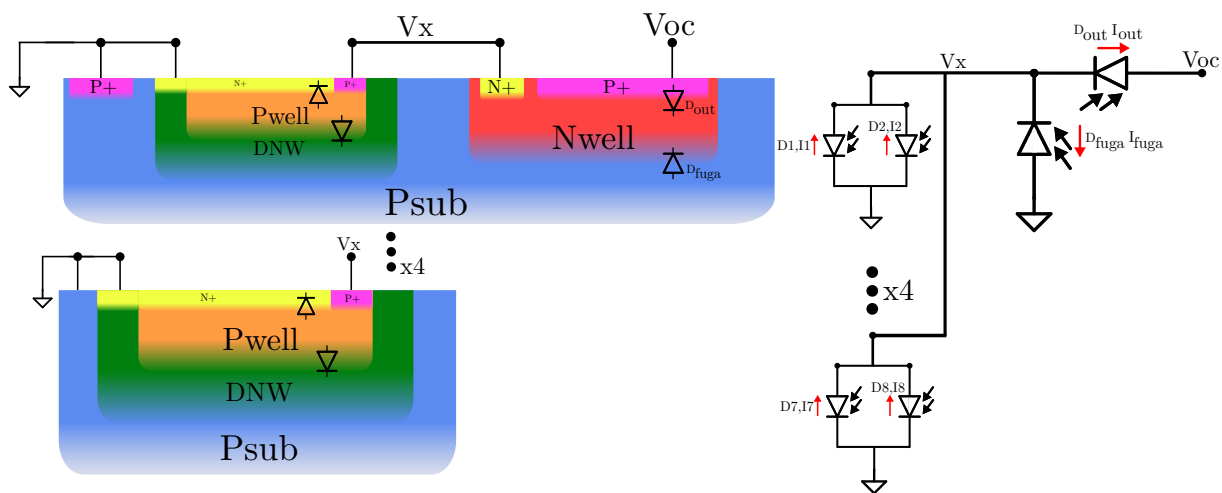 Vx
Voc
P+
N+
P+
N+
P+
Pwell
Dout
DNW
Nwell
Dfuga
Psub
x4
Vx
N+
P+
Pwell
DNW
Psub
Dout Iout
Vx
Voc
D1,I1
D2,I2
Dfuga Ifuga
x4
D7,I7
D8,I8